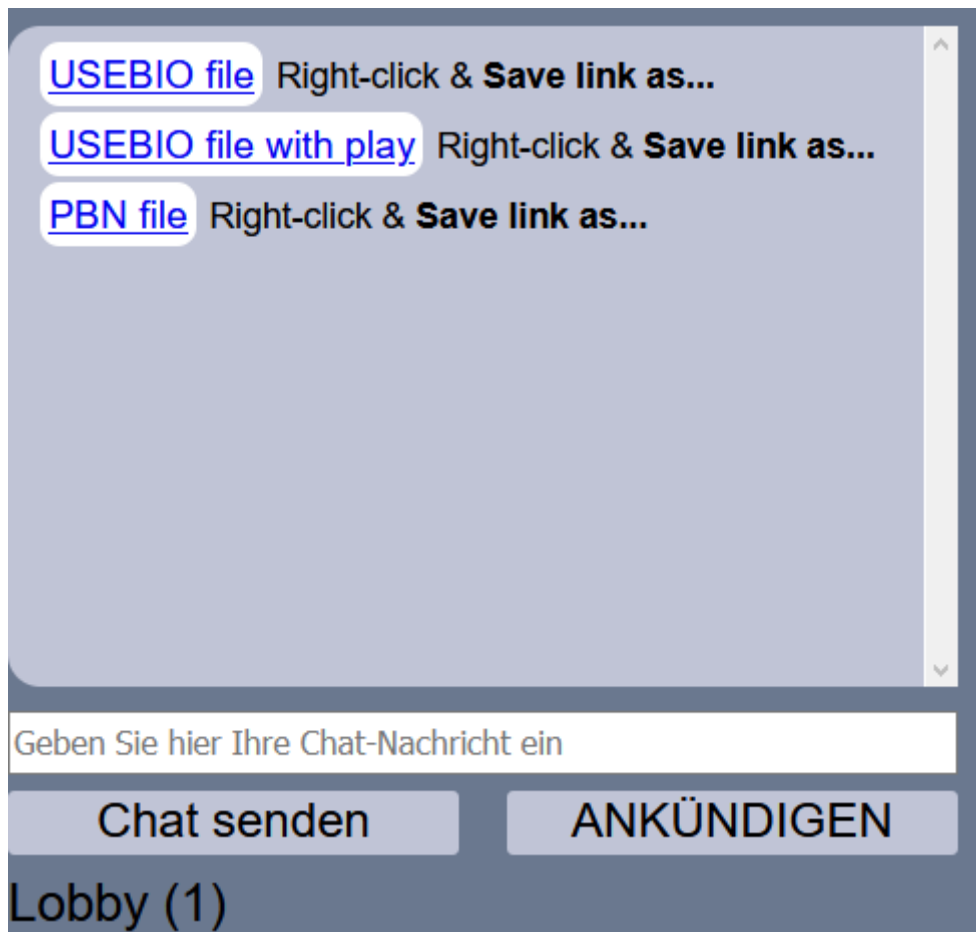 USEBIO file Right-click & Save link as...
USEBIO file with play Right-click & Save link as...
PBN file Right-click & Save link as...
Geben Sie hier Ihre Chat-Nachricht ein
Chat senden ANKÜNDIGEN
Lobby (1)